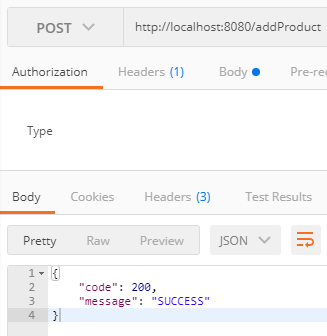 POST http://localhost:8080/addProduct
Authorization Headers (1) Body Pre-re
Type
Body Cookies Headers (3) Test Results
Pretty Raw Preview JSON
1 {
2 "code": 200,
3 "message": "SUCCESS"
4 }